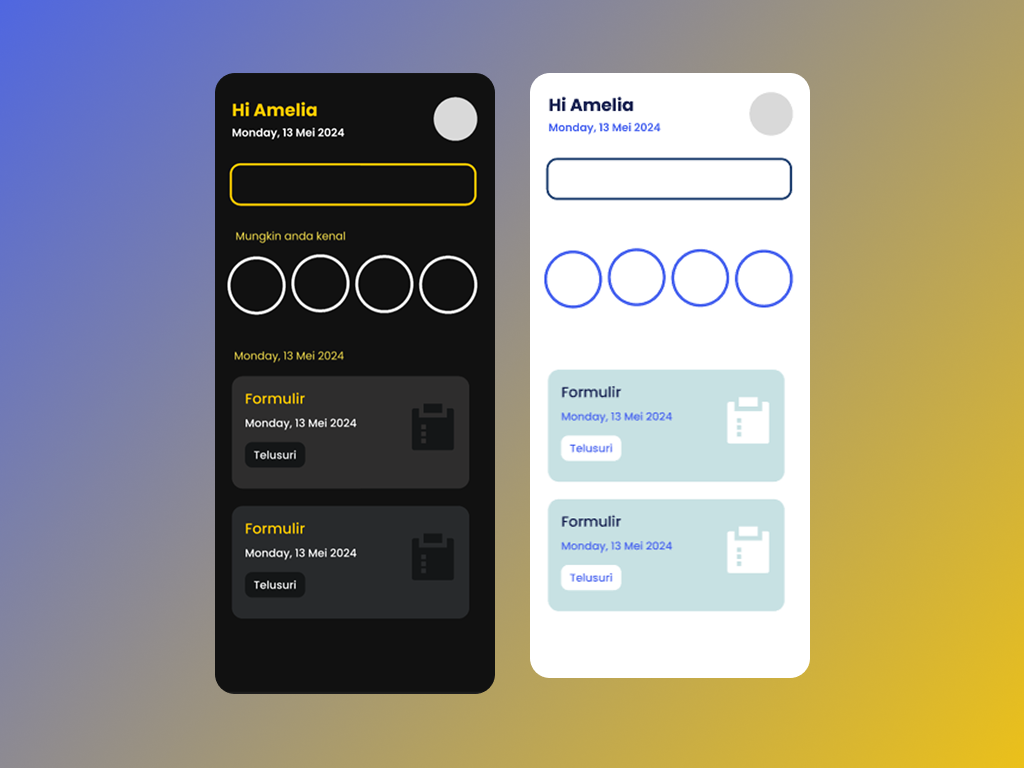 Hi Amelia
Monday, 13 Mei 2024
Mungkin anda kenal
Monday, 13 Mei 2024
Formulir
Monday, 13 Mei 2024
Telusuri
Formulir
Monday, 13 Mei 2024
Telusuri
Hi Amelia
Monday, 13 Mei 2024
Formulir
Monday, 13 Mei 2024
Telusuri
Formulir
Monday, 13 Mei 2024
Telusuri